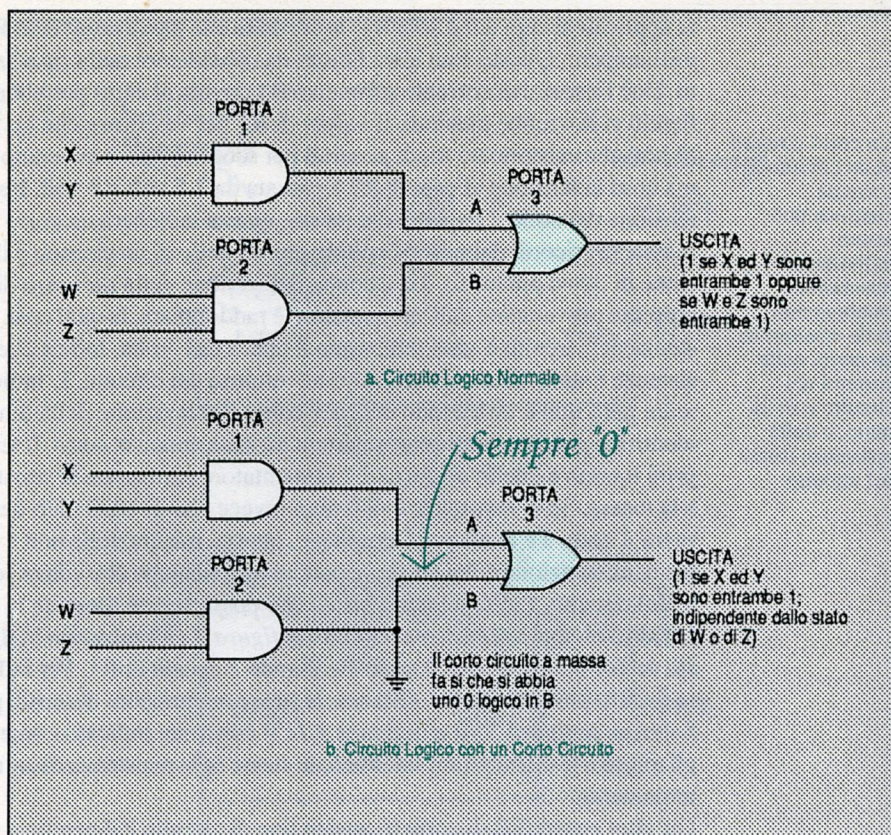 PORTA
1
X
Y
PORTA
2
W
Z
A
B
PORTA
3
USCITA
(1 se X ed Y sono
entrambe 1 oppure
se W e Z sono
entrambe 1)
a. Circuito Logico Normale
PORTA
1
X
Y
Sempre "0"
PORTA
2
W
Z
A
B
PORTA
3
USCITA
(1 se X ed Y
sono entrambe 1;
indipendente dallo stato
di W o di Z)
Il corto circuito a massa
fa si che si abbia
uno 0 logico in B
b. Circuito Logico con un Corto Circuito